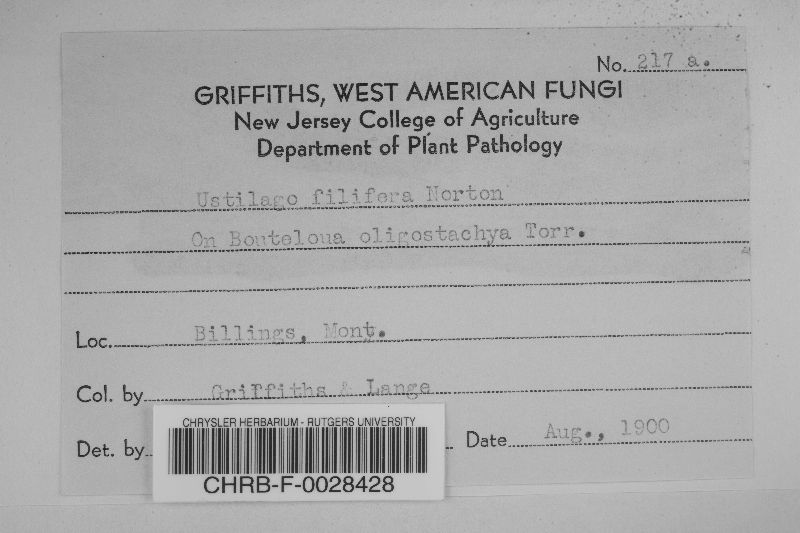 No. 217 a.
GRIFFITHS, WEST AMERICAN FUNGI
New Jersey College of Agriculture
Department of Plant Pathology
Ustilago filifera Norton
On Bouteloua oligostachya Torr.
Loc. Billings, Mont.
Col. by Griffiths & Lange
Det. by
Date Aug., 1900
CHRYSLER HERBARIUM - RUTGERS UNIVERSITY
CHRB-F-0028428